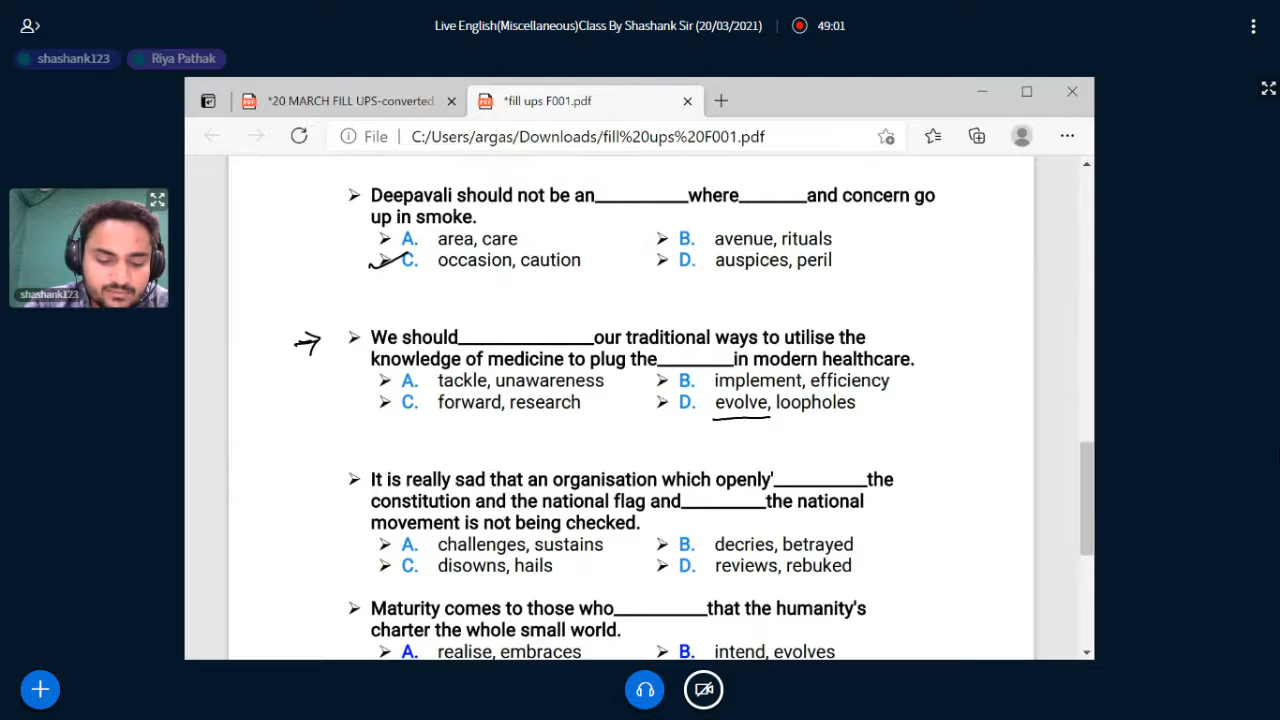 Live English(Miscellaneous)Class By Shashank Sir (20/03/2021)
49:01
shashank123
Riya Pathak
*20 MARCH FILL UPS-converted.
*fill ups F001.pdf
File
C:/Users/argas/Downloads/fill%20ups%20F001.pdf
Deepavali should not be an_________where_______and concern go
up in smoke.
A. area, care
B. avenue, rituals
C. occasion, caution
D. auspices, peril
We should_____________our traditional ways to utilise the
knowledge of medicine to plug the_______in modern healthcare.
A. tackle, unawareness
B. implement, efficiency
C. forward, research
D. evolve, loopholes
It is really sad that an organisation which openly'_________the
constitution and the national flag and________the national
movement is not being checked.
A. challenges, sustains
B. decries, betrayed
C. disowns, hails
D. reviews, rebuked
Maturity comes to those who_________that the humanity's
charter the whole small world.
A. realise, embraces
B. intend, evolves
shashank123